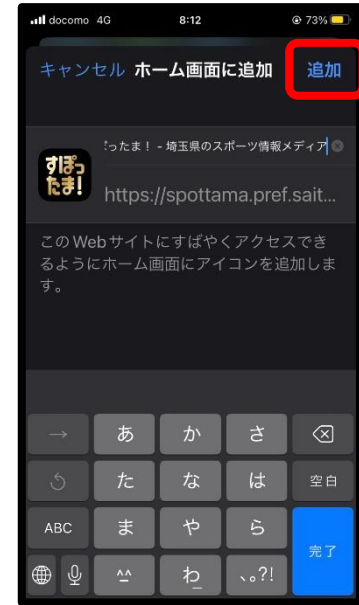 docomo 4G 8:12 73%
キャンセル ホーム画面に追加 追加
すぽったま!
ったま! - 埼玉県のスポーツ情報メディア
https://spottama.pref.sait...
このWebサイトにすばやくアクセスでき
るようにホーム画面にアイコンを追加しま
す。
→ あ か さ
た な は 空白
ABC ま や ら
完了
^^ わ 、。?!